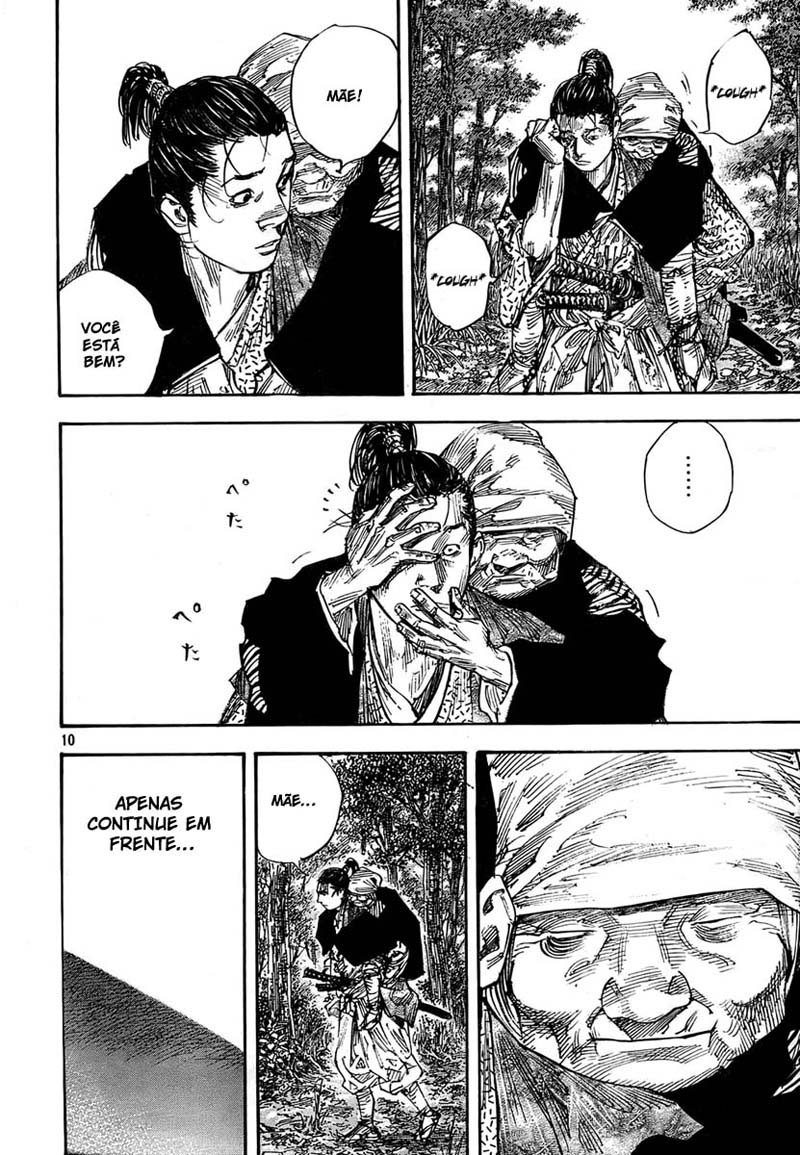 *COUGH*
*COUGH*
MÃE!
VOCÊ
ESTÁ
BEM?
........
ぺた
ぺた
MÃE...
APENAS
CONTINUE EM
FRENTE...
10